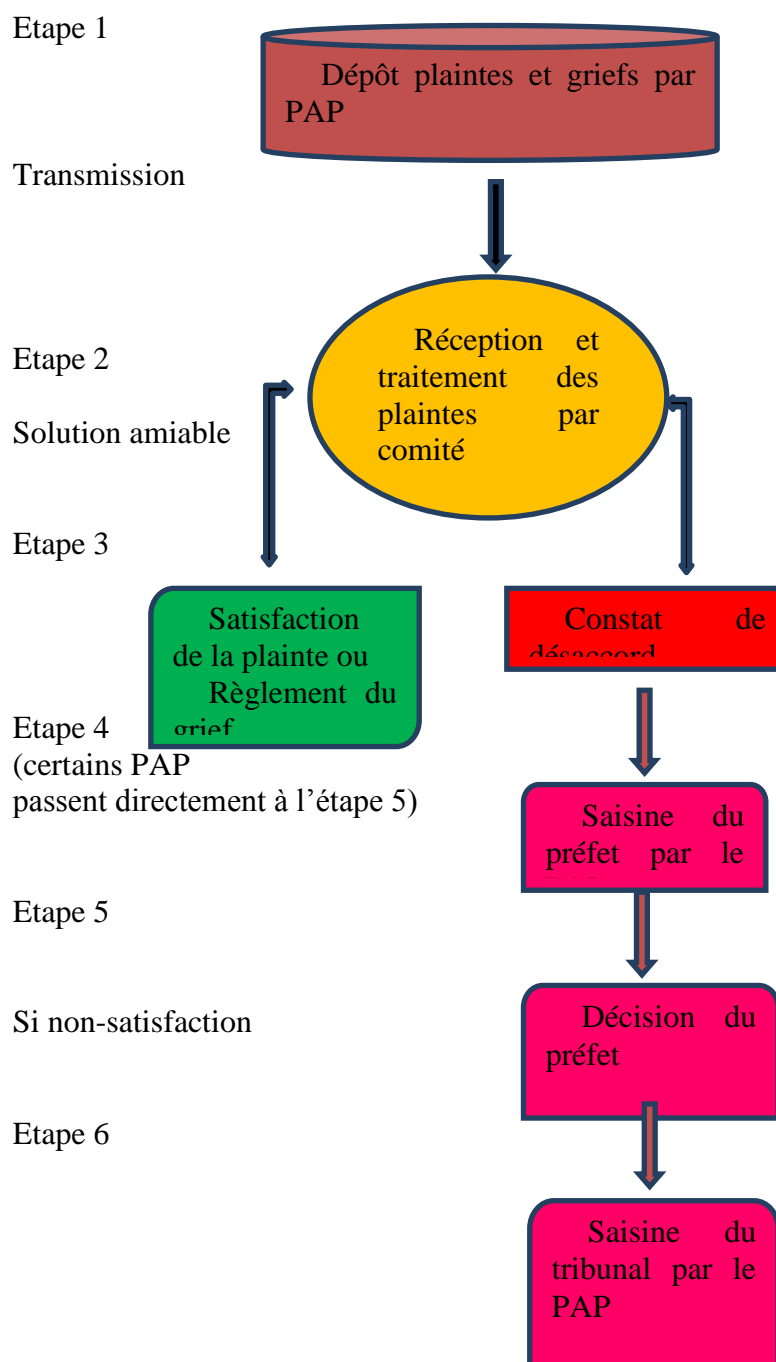 Etape 1
Dépôt plaintes et griefs par
PAP
Transmission
Etape 2
Réception et
traitement des
plaintes par
comité
Solution amiable
Etape 3
Satisfaction
de la plainte ou
Règlement du
grief
Constat de
désaccord
Etape 4
(certains PAP
passent directement à l’étape 5)
Saisine du
préfet par le
Etape 5
Si non-satisfaction
Décision du
préfet
Etape 6
Saisine du
tribunal par le
PAP